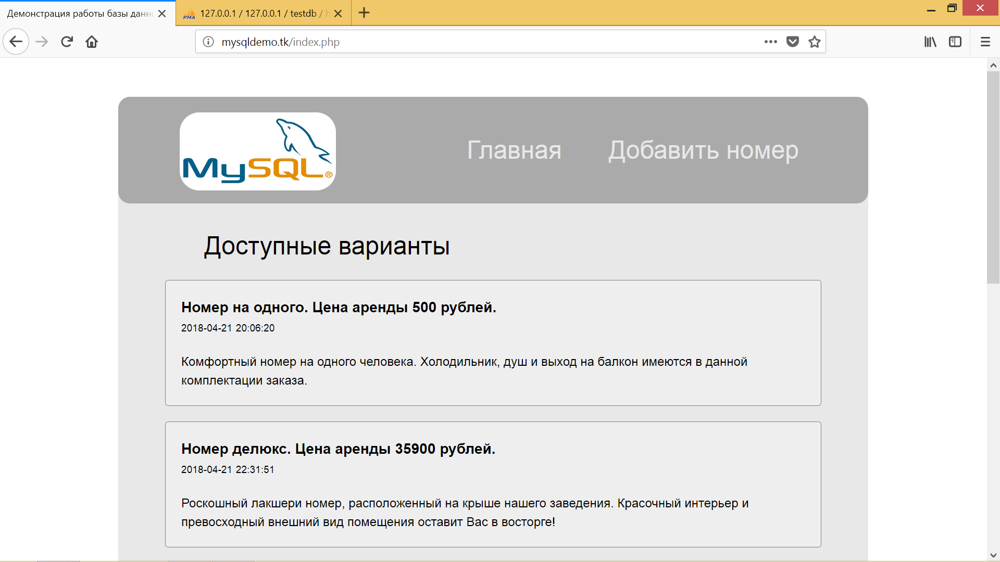 Демонстрация работы базы данн
127.0.0.1 / 127.0.0.1 / testdb /
mysqldemo.tk/index.php
MySQL®
Главная
Добавить номер
Доступные варианты
Номер на одного. Цена аренды 500 рублей.
2018-04-21 20:06:20
Комфортный номер на одного человека. Холодильник, душ и выход на балкон имеются в данной
комплектации заказа.
Номер делюкс. Цена аренды 35900 рублей.
2018-04-21 22:31:51
Роскошный лакшери номер, расположенный на крыше нашего заведения. Красочный интерьер и
превосходный внешний вид помещения оставит Вас в восторге!